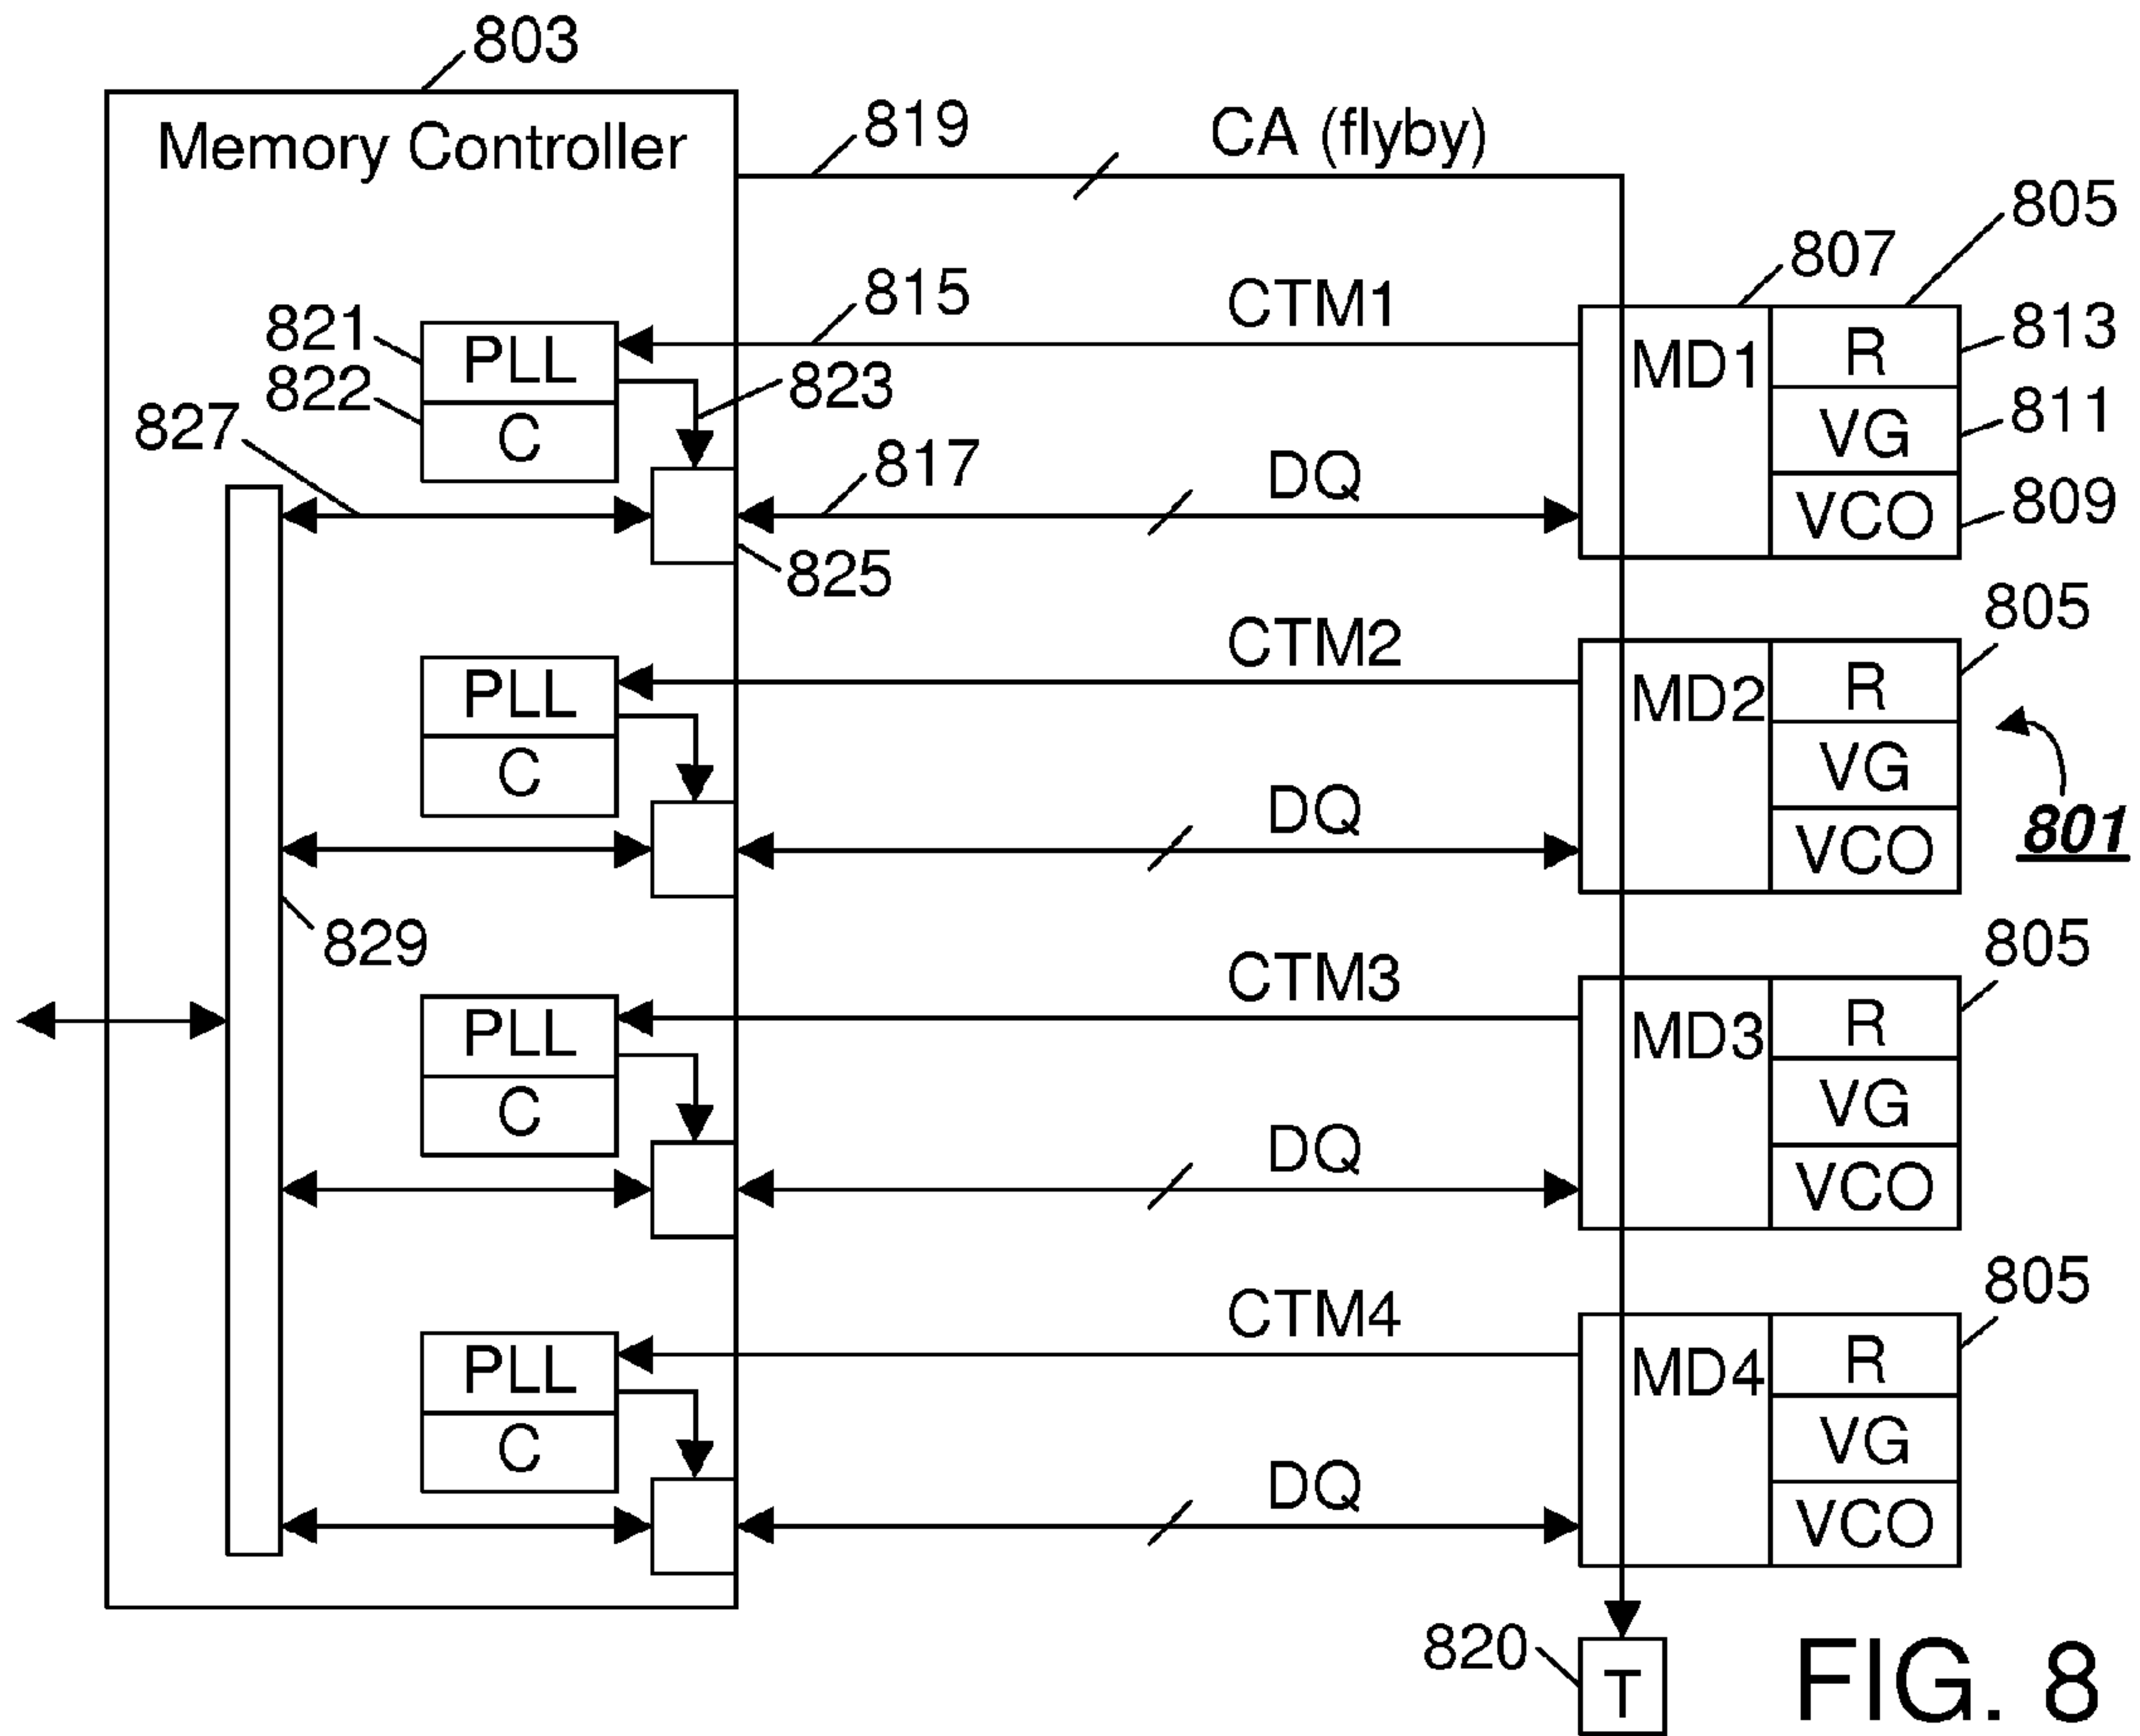 803
Memory Controller
819
CA (flyby)
805
807
815
CTM1
813
821
PLL
MD1
R
822
C
823
811
VG
827
817
DQ
809
VCO
825
805
CTM2
PLL
MD2
R
C
VG
DQ
VCO
801
829
805
CTM3
PLL
MD3
R
C
VG
DQ
VCO
805
CTM4
PLL
MD4
R
C
VG
DQ
VCO
820
T
FIG. 8